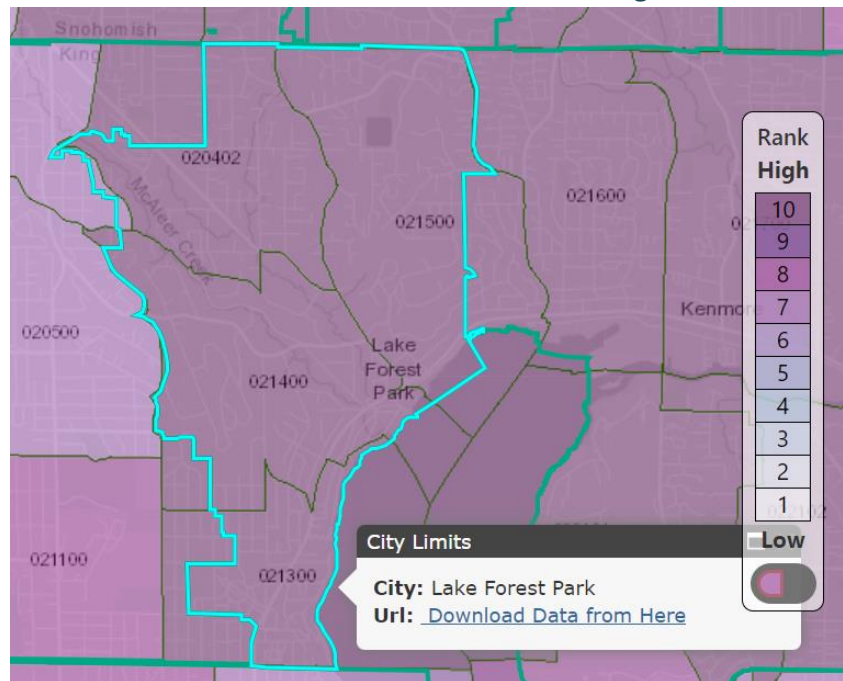 Snohomish
King
020402
McAleer Creek
021500
021600
Kenmore
020500
Lake
Forest
Park
021400
021100
021300
Rank
High
10
9
8
7
6
5
4
3
2
1
Low
City Limits
City: Lake Forest Park
Url: Download Data from Here